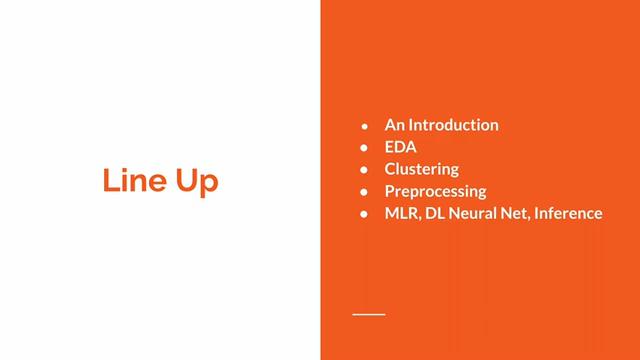 Line Up
● An Introduction
● EDA
● Clustering
● Preprocessing
● MLR, DL Neural Net, Inference